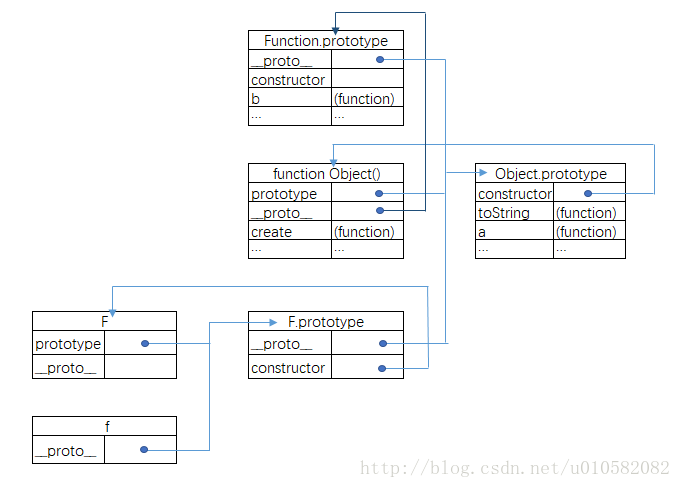 Function.prototype
__proto__
constructor
b (function)
... ...
function Object()
prototype
__proto__
create (function)
... ...
Object.prototype
constructor
toString (function)
a (function)
... ...
F
prototype
__proto__
F.prototype
__proto__
constructor
f
__proto__
http://blog.csdn.net/u010582082